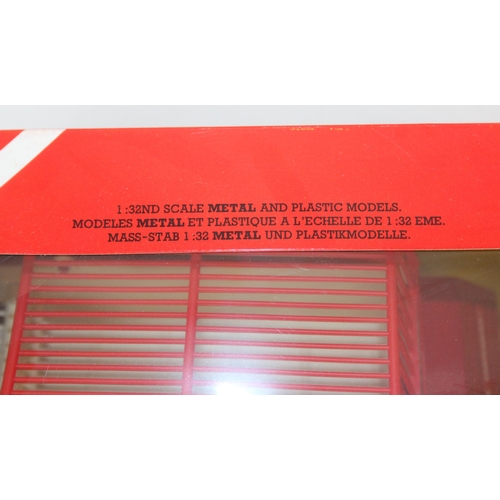 1:32ND SCALE METAL AND PLASTIC MODELS.
MODELES METAL ET PLASTIQUE A L'ECHELLE DE 1:32 EME.
MASS-STAB 1:32 METAL UND PLASTIKMODELLE.